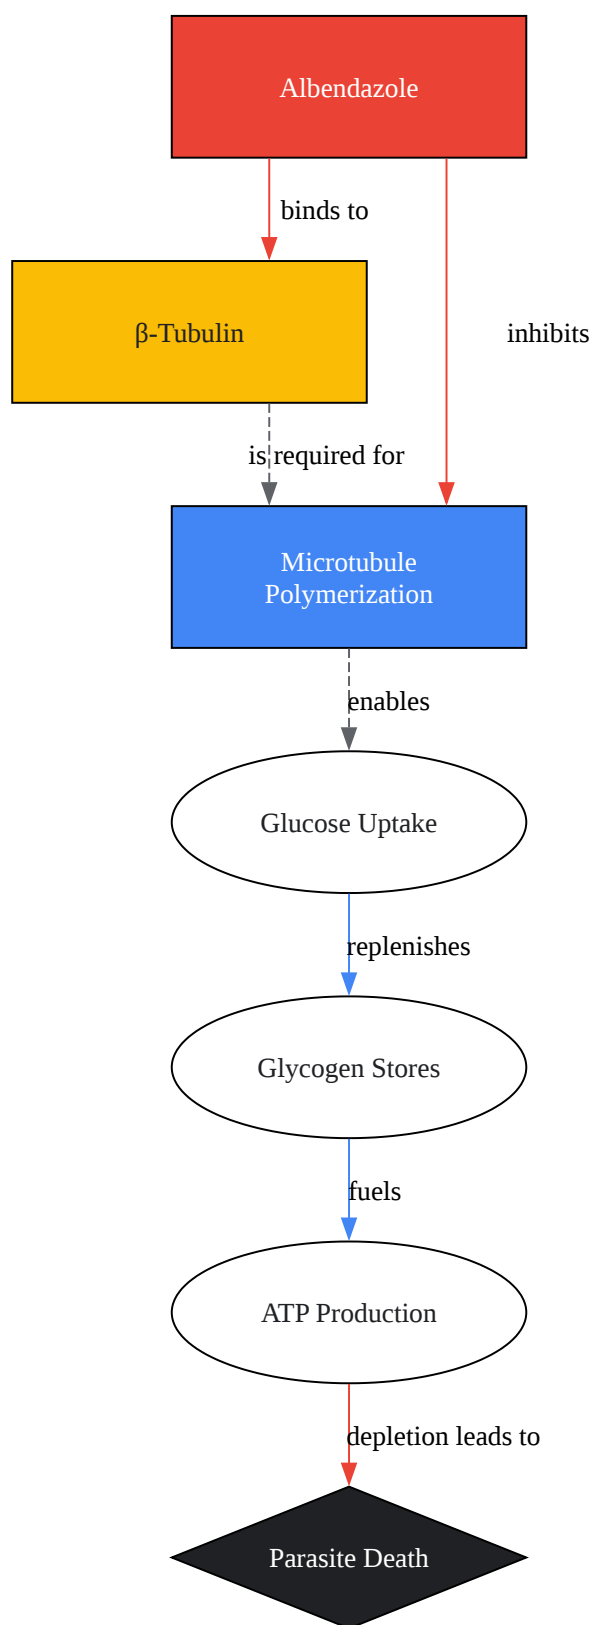 Albendazole
binds to
β-Tubulin
inhibits
is required for
Microtubule
Polymerization
enables
Glucose Uptake
replenishes
Glycogen Stores
fuels
ATP Production
depletion leads to
Parasite Death